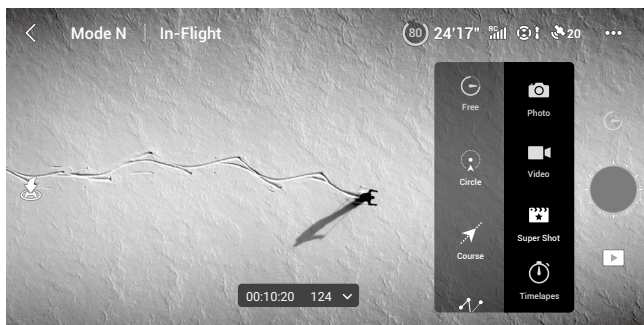 Mode N In-Flight 80 24'17" RC 20
Free Photo
Circle Video
Course Super Shot
Timelapes
00:10:20 124